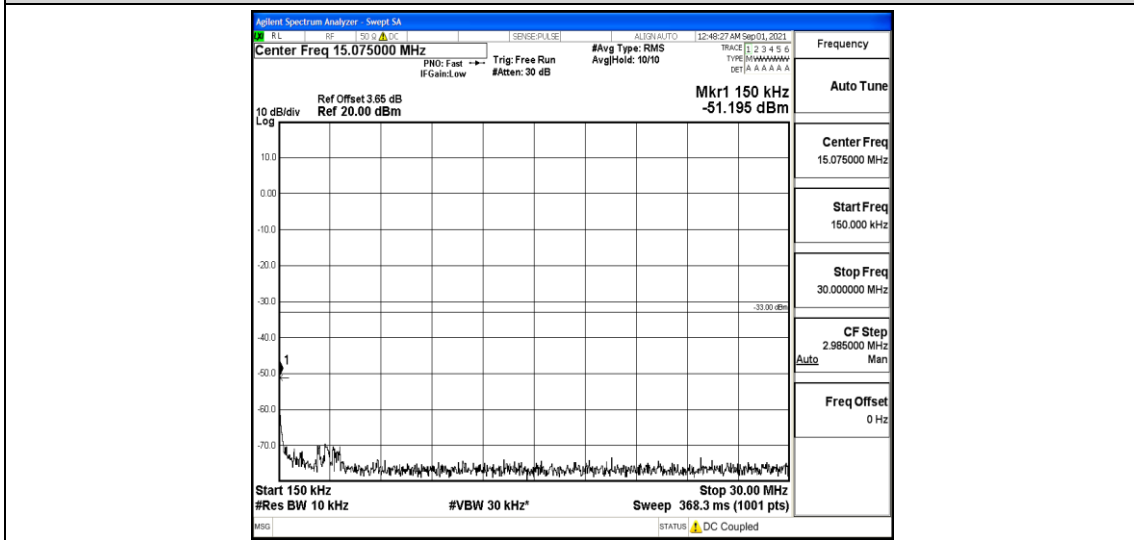 Agilent Spectrum Analyzer - Swept SA
RL RF 50 Ω DC SENSE:PULSE ALIGN AUTO 12:48:27 AM Sep 01, 2021
Center Freq 15.075000 MHz
PNO: Fast
IFGain:Low
Trig: Free Run
#Atten: 30 dB
#Avg Type: RMS
Avg|Hold: 10/10
TRACE 1 2 3 4 5 6
TYPE M W W W W W
DET A A A A A A
Mkr1 150 kHz
-51.195 dBm
Ref Offset 3.65 dB
10 dB/div Ref 20.00 dBm
Log
10.0
0.00
-10.0
-20.0
-30.0
-33.00 dBm
-40.0
1
-50.0
-60.0
-70.0
Start 150 kHz Stop 30.00 MHz
#Res BW 10 kHz #VBW 30 kHz* Sweep 368.3 ms (1001 pts)
MSG STATUS DC Coupled
Frequency
Auto Tune
Center Freq
15.075000 MHz
Start Freq
150.000 kHz
Stop Freq
30.000000 MHz
CF Step
2.985000 MHz
Auto Man
Freq Offset
0 Hz